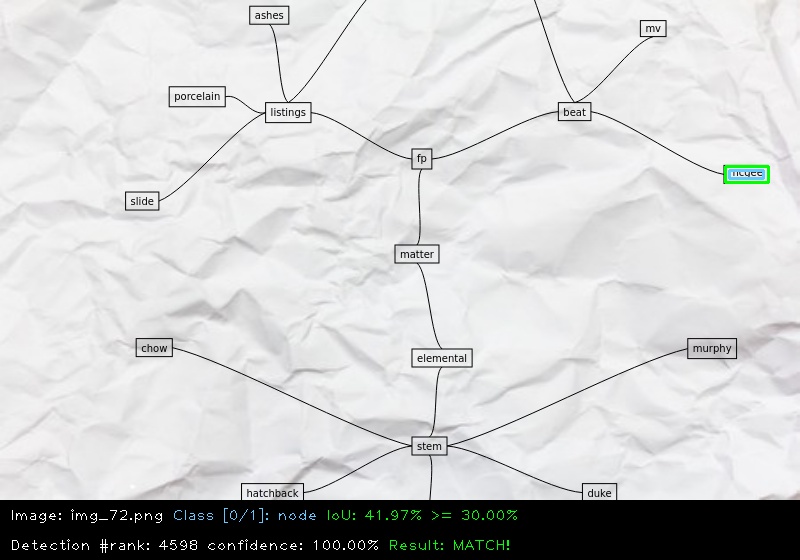 ashes
mv
porcelain
listings
beat
fp
slide
matter
chow
elemental
murphy
stem
hatchback
duke
Image: img_72.png Class [0/1]: node IoU: 41.97% >= 30.00%
Detection #rank: 4598 confidence: 100.00% Result: MATCH!